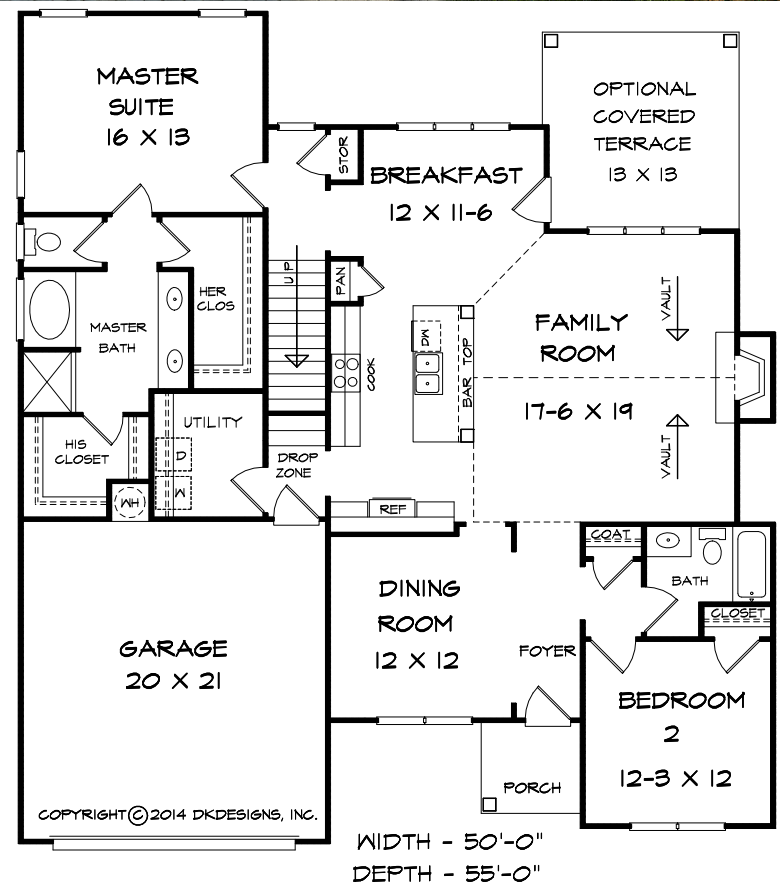 MASTER
SUITE
16 X 13
OPTIONAL
COVERED
TERRACE
13 X 13
STOR
BREAKFAST
12 X 11-6
UP
PAN
HER
CLOS
MASTER
BATH
DW
COOK
BAR TOP
FAMILY
ROOM
17-6 X 19
VAULT
VAULT
UTILITY
D
W
HIS
CLOSET
WH
DROP
ZONE
REF
COAT
BATH
CLOSET
DINING
ROOM
12 X 12
FOYER
GARAGE
20 X 21
BEDROOM
2
12-3 X 12
PORCH
COPYRIGHT © 2014 DKDESIGNS, INC.
WIDTH - 50'-0"
DEPTH - 55'-0"